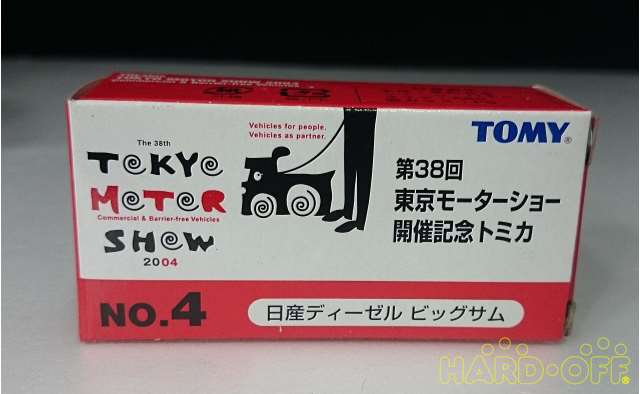 The 38th
TOKYO
MOTOR
Commercial & Barrier-free Vehicles
SHOW
2004
Vehicles for people,
Vehicles as partner.
TOMY
第38回
東京モーターショー
開催記念トミカ
NO.4
日産ディーゼル ビッグサム
HARD·OFF